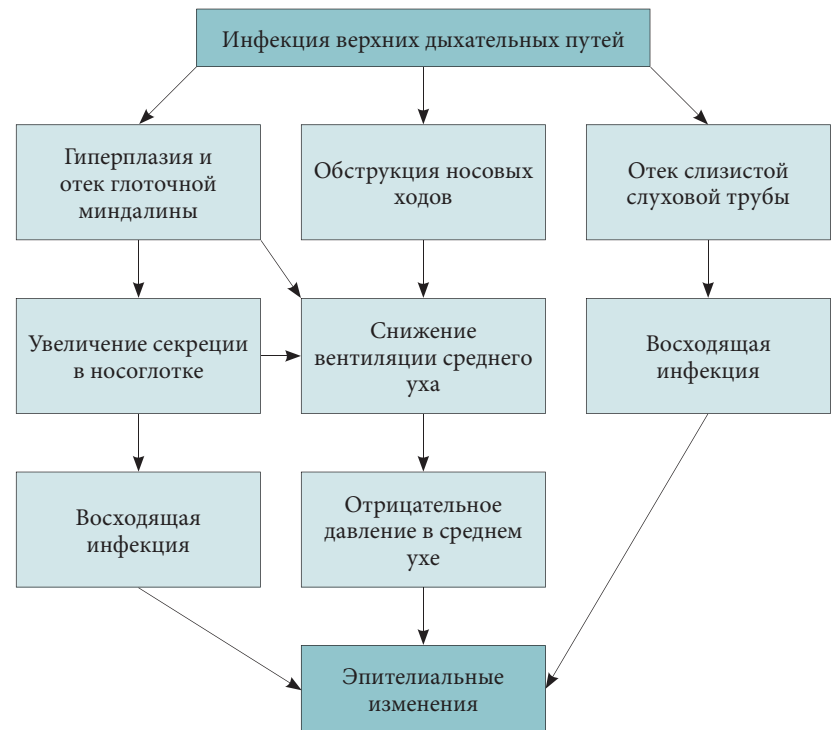 Инфекция верхних дыхательных путей
Гиперплазия и
отек глоточной
миндалины
Обструкция носовых
ходов
Отек слизистой
слуховой трубы
Увеличение секреции
в носоглотке
Снижение
вентиляции среднего
уха
Восходящая
инфекция
Восходящая
инфекция
Отрицательное
давление в среднем
ухе
Эпителиальные
изменения